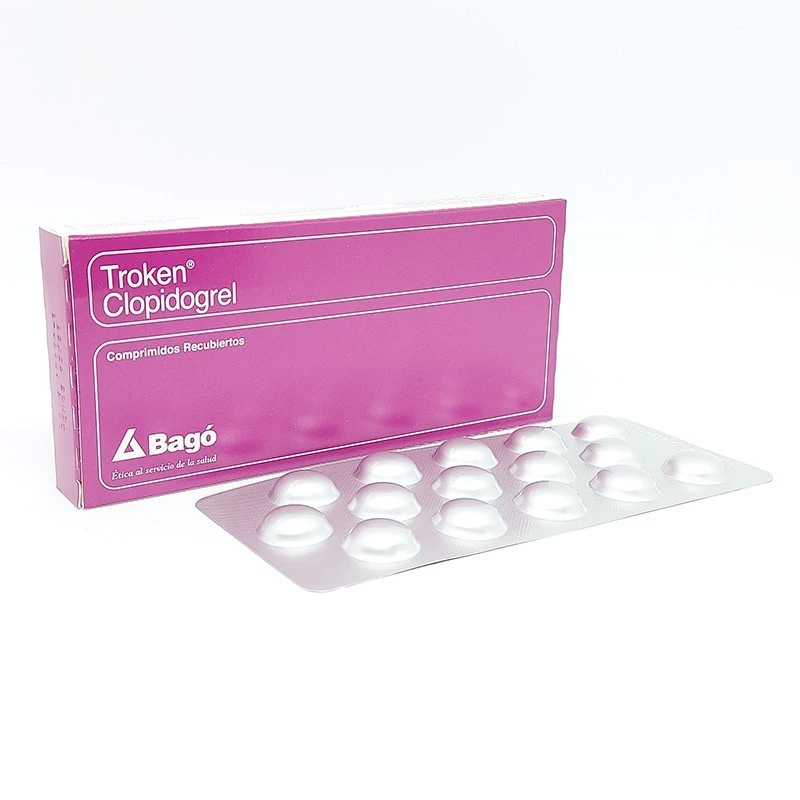 Troken®
Clopidogrel
Comprimidos Recubiertos
Bagó
Ética al servicio de la salud